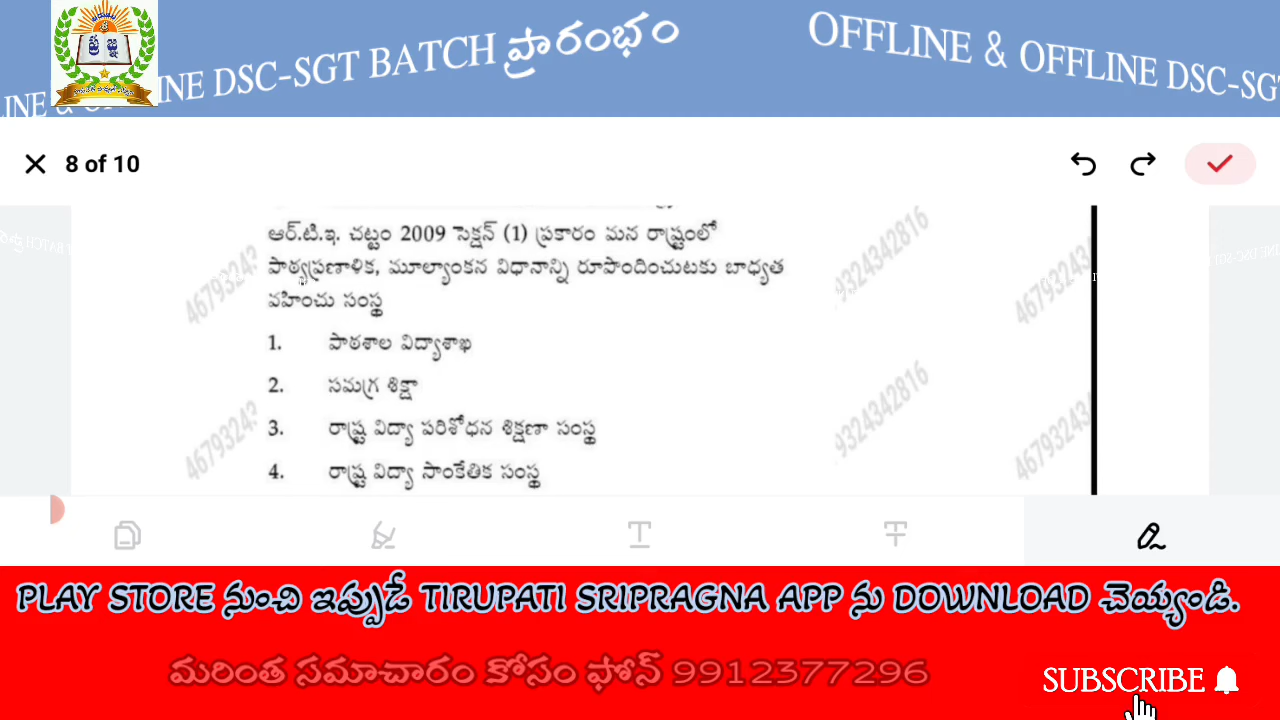 LINE & OFFLINE DSC-SGT BATCH ప్రారంభం
OFFLINE & OFFLINE DSC-SGT
8 of 10
ఆర్.టి.ఇ. చట్టం 2009 సెక్షన్ (1) ప్రకారం మన రాష్ట్రంలో
పాఠ్యప్రణాళిక, మూల్యాంకన విధానాన్ని రూపొందించుటకు బాధ్యత
వహించు సంస్థ
1. పాఠశాల విద్యాశాఖ
2. సమగ్ర శిక్షా
3. రాష్ట్ర విద్యా పరిశోధన శిక్షణా సంస్థ
4. రాష్ట్ర విద్యా సాంకేతిక సంస్థ
PLAY STORE నుంచి ఇప్పుడే TIRUPATI SRIPRAGNA APP ను DOWNLOAD చెయ్యండి.
మరింత సమాచారం కోసం ఫోన్ 9912377296
SUBSCRIBE